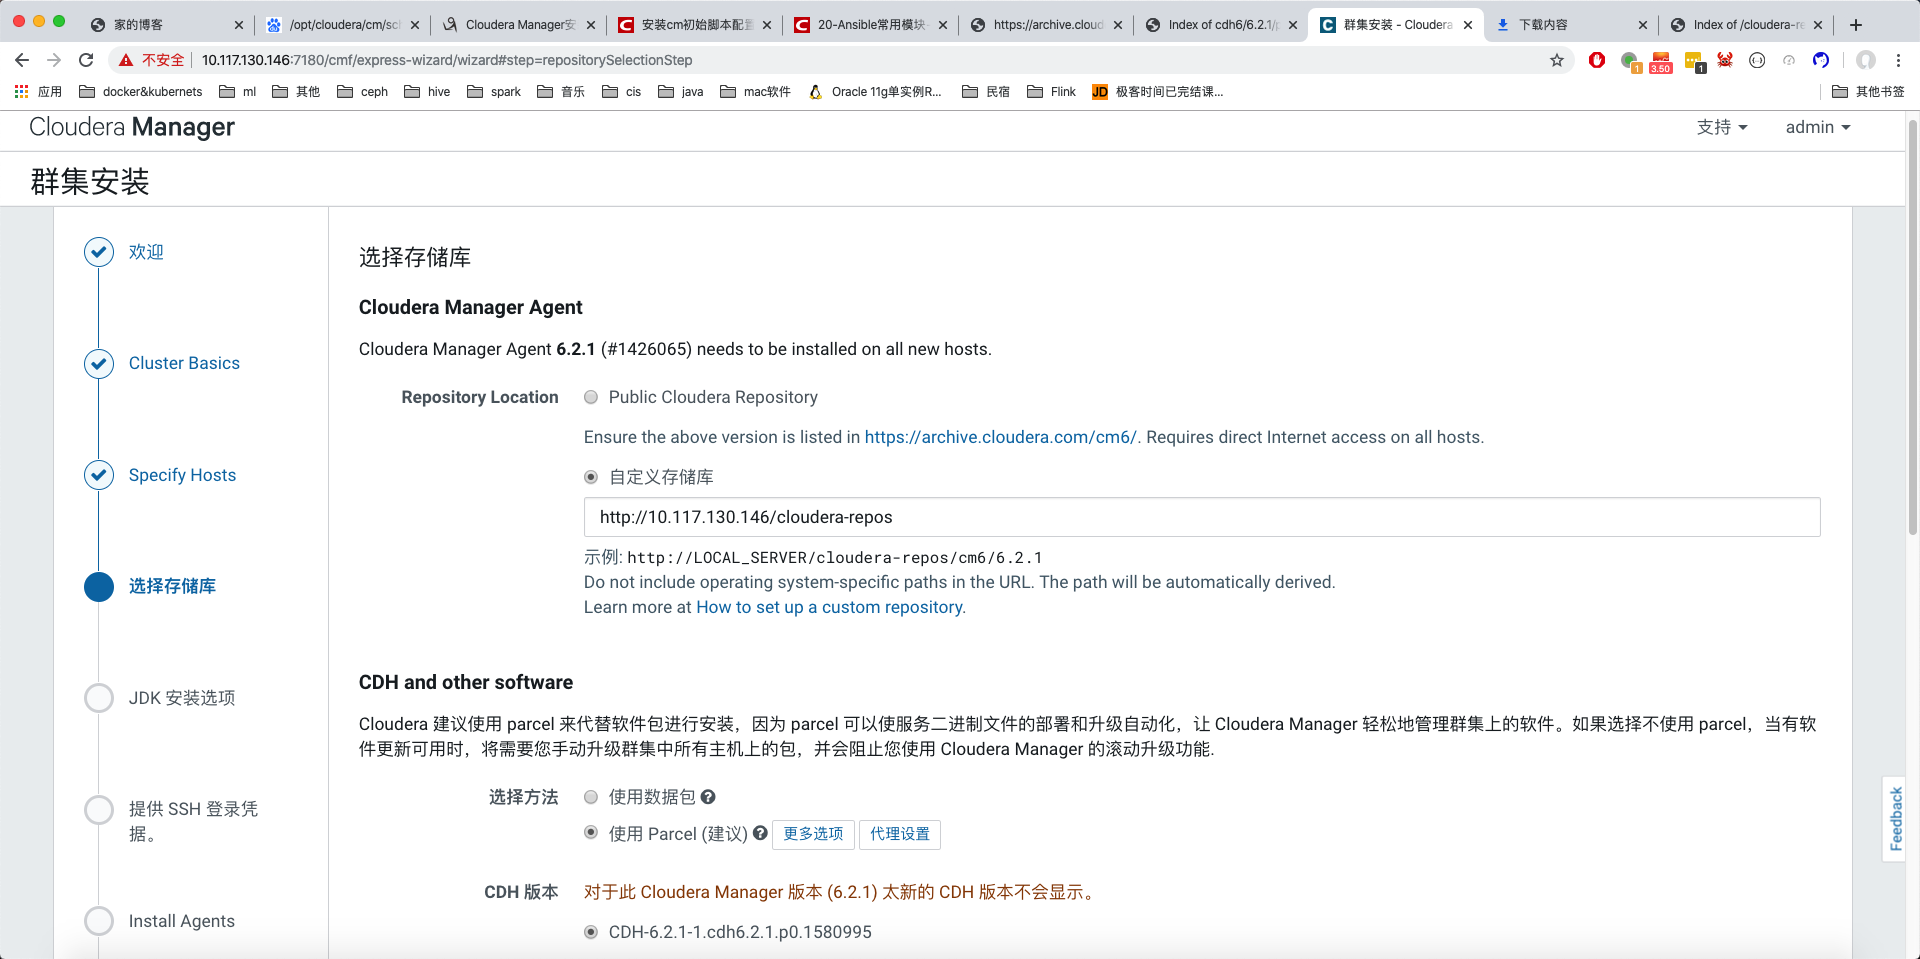 家的博客
/opt/cloudera/cm/sch
Cloudera Manager安
安装cm初始脚本配置
20-Ansible常用模块-
https://archive.cloud
Index of cdh6/6.2.1/p
群集安装 - Cloudera
下载内容
Index of /cloudera-re
不安全
10.117.130.146:7180/cmf/express-wizard/wizard#step=repositorySelectionStep
1
3.50
1
应用
docker&kubernets
ml
其他
ceph
hive
spark
音乐
cis
java
mac软件
Oracle 11g单实例R...
民宿
Flink
JD
极客时间已完结课...
其他书签
Cloudera Manager
支持
admin
群集安装
欢迎
Cluster Basics
Specify Hosts
选择存储库
JDK 安装选项
提供 SSH 登录凭
据。
Install Agents
选择存储库
Cloudera Manager Agent
Cloudera Manager Agent 6.2.1 (#1426065) needs to be installed on all new hosts.
Repository Location
Public Cloudera Repository
Ensure the above version is listed in https://archive.cloudera.com/cm6/. Requires direct Internet access on all hosts.
自定义存储库
http://10.117.130.146/cloudera-repos
示例: http://LOCAL_SERVER/cloudera-repos/cm6/6.2.1
Do not include operating system-specific paths in the URL. The path will be automatically derived.
Learn more at How to set up a custom repository.
CDH and other software
Cloudera 建议使用 parcel 来代替软件包进行安装，因为 parcel 可以使服务二进制文件的部署和升级自动化，让 Cloudera Manager 轻松地管理群集上的软件。如果选择不使用 parcel，当有软
件更新可用时，将需要您手动升级群集中所有主机上的包，并会阻止您使用 Cloudera Manager 的滚动升级功能.
选择方法
使用数据包
使用 Parcel (建议)
更多选项
代理设置
CDH 版本
对于此 Cloudera Manager 版本 (6.2.1) 太新的 CDH 版本不会显示。
CDH-6.2.1-1.cdh6.2.1.p0.1580995
Feedback